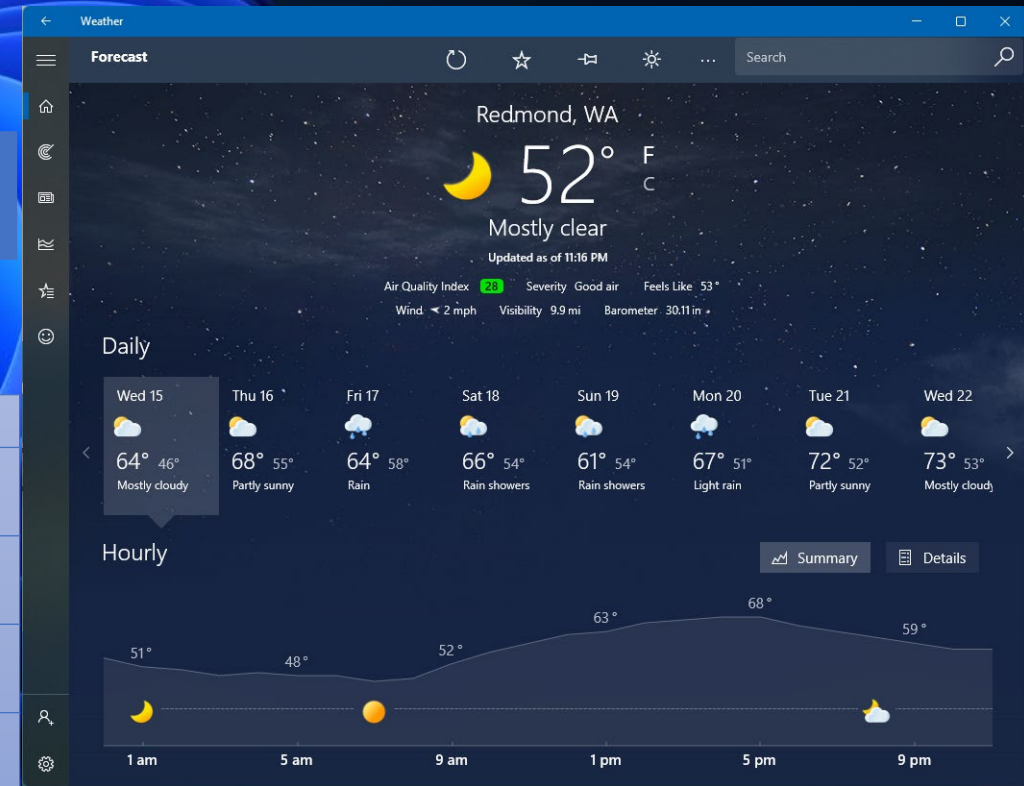 Weather
Forecast
Search
Redmond, WA
52°
F
C
Mostly clear
Updated as of 11:16 PM
Air Quality Index 28 Severity Good air Feels Like 53°
Wind 2 mph Visibility 9.9 mi Barometer 30.11 in
Daily
Wed 15 Thu 16 Fri 17 Sat 18 Sun 19 Mon 20 Tue 21 Wed 22
64° 46° 68° 55° 64° 58° 66° 54° 61° 54° 67° 51° 72° 52° 73° 53°
Mostly cloudy Partly sunny Rain Rain showers Rain showers Light rain Partly sunny Mostly cloudy
Hourly
Summary Details
51° 48° 52° 63° 68° 59°
1 am 5 am 9 am 1 pm 5 pm 9 pm